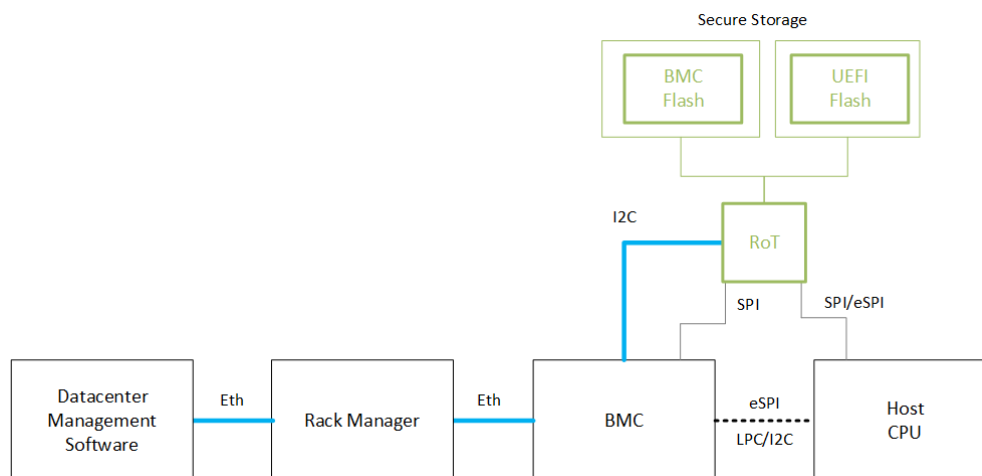 Secure Storage
BMC
Flash
UEFI
Flash
I2C
RoT
SPI
SPI/eSPI
Datacenter
Management
Software
Eth
Rack Manager
Eth
BMC
eSPI
LPC/I2C
Host
CPU